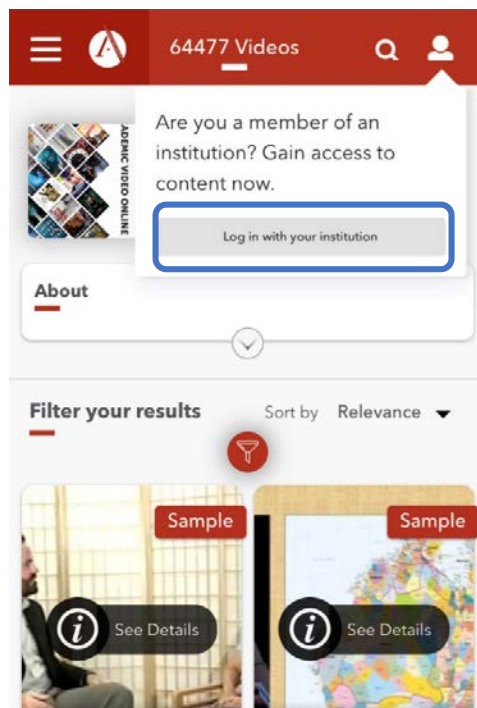 64477 Videos
Are you a member of an
institution? Gain access to
content now.
Log in with your institution
ADEMIC VIDEO ONLINE
About
Filter your results
Sort by Relevance
Sample
Sample
See Details
See Details